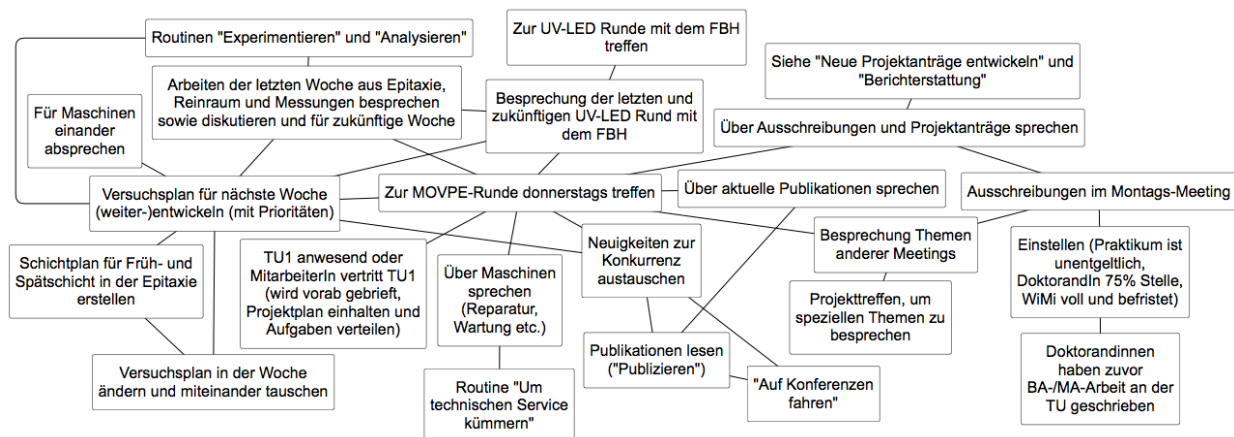 Routinen "Experimentieren" und "Analysieren"
Zur UV-LED Runde mit dem FBH
treffen
Siehe "Neue Projektanträge entwickeln" und
"Berichterstattung"
Arbeiten der letzten Woche aus Epitaxie,
Reinraum und Messungen besprechen
sowie diskutieren und für zukünftige Woche
Für Maschinen
einander
absprechen
Besprechung der letzten und
zukünftigen UV-LED Rund mit
dem FBH
Über Ausschreibungen und Projektanträge sprechen
Versuchsplan für nächste Woche
(weiter-)entwickeln (mit Prioritäten)
Zur MOVPE-Runde donnerstags treffen
Über aktuelle Publikationen sprechen
Ausschreibungen im Montags-Meeting
Schichtplan für Früh- und
Spätschicht in der Epitaxie
erstellen
TU1 anwesend oder
MitarbeiterIn vertritt TU1
(wird vorab gebrieft,
Projektplan einhalten und
Aufgaben verteilen)
Über Maschinen
sprechen
(Reparatur,
Wartung etc.)
Neuigkeiten zur
Konkurrenz
austauschen
Besprechung Themen
anderer Meetings
Einstellen (Praktikum ist
unentgeltlich,
DoktorandIn 75% Stelle,
WiMi voll und befristet)
Projekttreffen, um
speziellen Themen zu
besprechen
Versuchsplan in der Woche
ändern und miteinander tauschen
Routine "Um
technischen Service
kümmern"
Publikationen lesen
("Publizieren")
"Auf Konferenzen
fahren"
Doktorandinnen
haben zuvor
BA-/MA-Arbeit an der
TU geschrieben